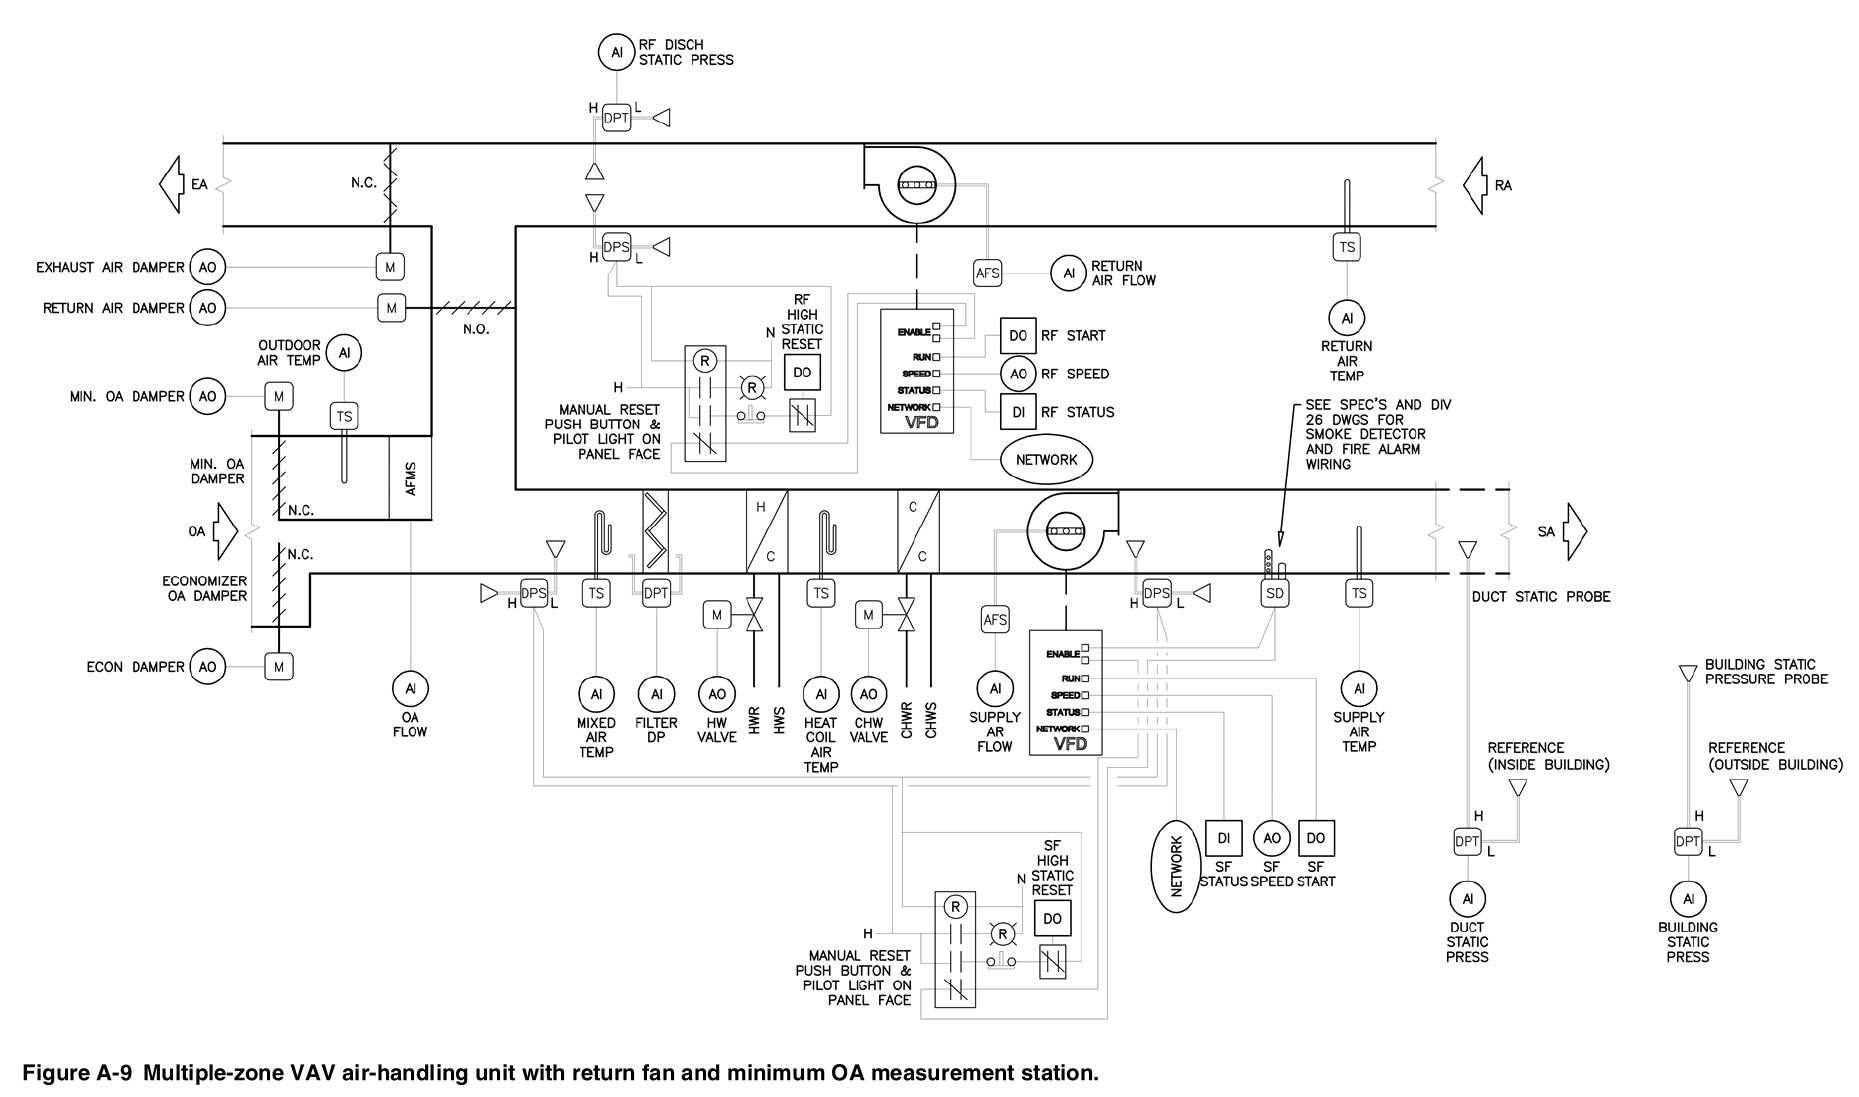 AI
RF DISCH
STATIC PRESS
H
DPT
L
EA
N.C.
RA
EXHAUST AIR DAMPER
AO
M
DPS
H
L
AFS
AI
RETURN
AIR FLOW
TS
RETURN AIR DAMPER
AO
M
N.O.
AI
RETURN
AIR
TEMP
OUTDOOR
AIR TEMP
AI
TS
MIN. OA DAMPER
AO
M
RF
HIGH
STATIC
RESET
N
DO
R
H
R
MANUAL RESET
PUSH BUTTON &
PILOT LIGHT ON
PANEL FACE
ENABLE
RUN
SPEED
STATUS
NETWORK
VFD
DO
RF START
AO
RF SPEED
DI
RF STATUS
NETWORK
SEE SPEC'S AND DIV
26 DWGS FOR
SMOKE DETECTOR
AND FIRE ALARM
WIRING
MIN. OA
DAMPER
N.C.
AFMS
OA
N.C.
ECONOMIZER
OA DAMPER
ECON DAMPER
AO
M
AI
OA
FLOW
H
C
C
C
SA
H
DPS
L
TS
DPT
M
TS
M
AFS
H
DPS
L
SD
TS
DUCT STATIC PROBE
AI
MIXED
AIR
TEMP
AI
FILTER
DP
AO
HW
VALVE
HWR
HWS
AI
HEAT
COIL
AIR
TEMP
AO
CHW
VALVE
CHWR
CHWS
AI
SUPPLY
AR
FLOW
ENABLE
RUN
SPEED
STATUS
NETWORK
VFD
AI
SUPPLY
AIR
TEMP
BUILDING STATIC
PRESSURE PROBE
REFERENCE
(INSIDE BUILDING)
REFERENCE
(OUTSIDE BUILDING)
H
DPT
L
H
DPT
L
NETWORK
DI
SF
STATUS
AO
SF
SPEED
DO
SF
START
SF
HIGH
STATIC
RESET
N
DO
R
H
R
MANUAL RESET
PUSH BUTTON &
PILOT LIGHT ON
PANEL FACE
AI
DUCT
STATIC
PRESS
AI
BUILDING
STATIC
PRESS
Figure A-9 Multiple-zone VAV air-handling unit with return fan and minimum OA measurement station.